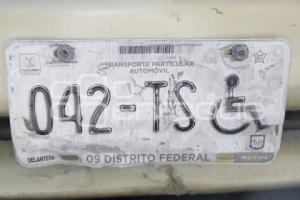 TRANSPORTE PARTICULAR
AUTOMÓVIL
042-TS
DELANTERA
09 DISTRITO FEDERAL